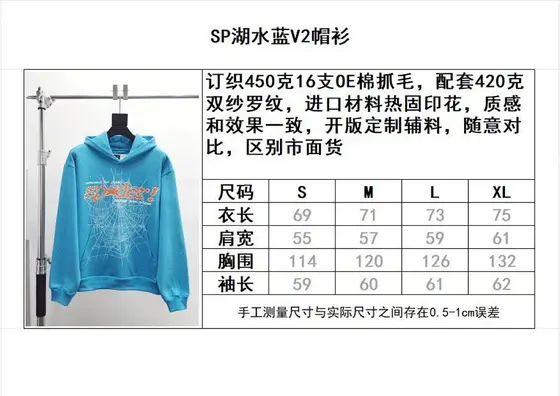 SP湖水蓝V2帽衫
订织450克16支OE棉抓毛，配套420克
双纱罗纹，进口材料热固印花，质感
和效果一致，开版定制辅料，随意对
比，区别市面货
尺码 S M L XL
衣长 69 71 73 75
肩宽 55 57 59 61
胸围 114 120 126 132
袖长 59 60 61 62
手工测量尺寸与实际尺寸之间存在0.5-1cm误差